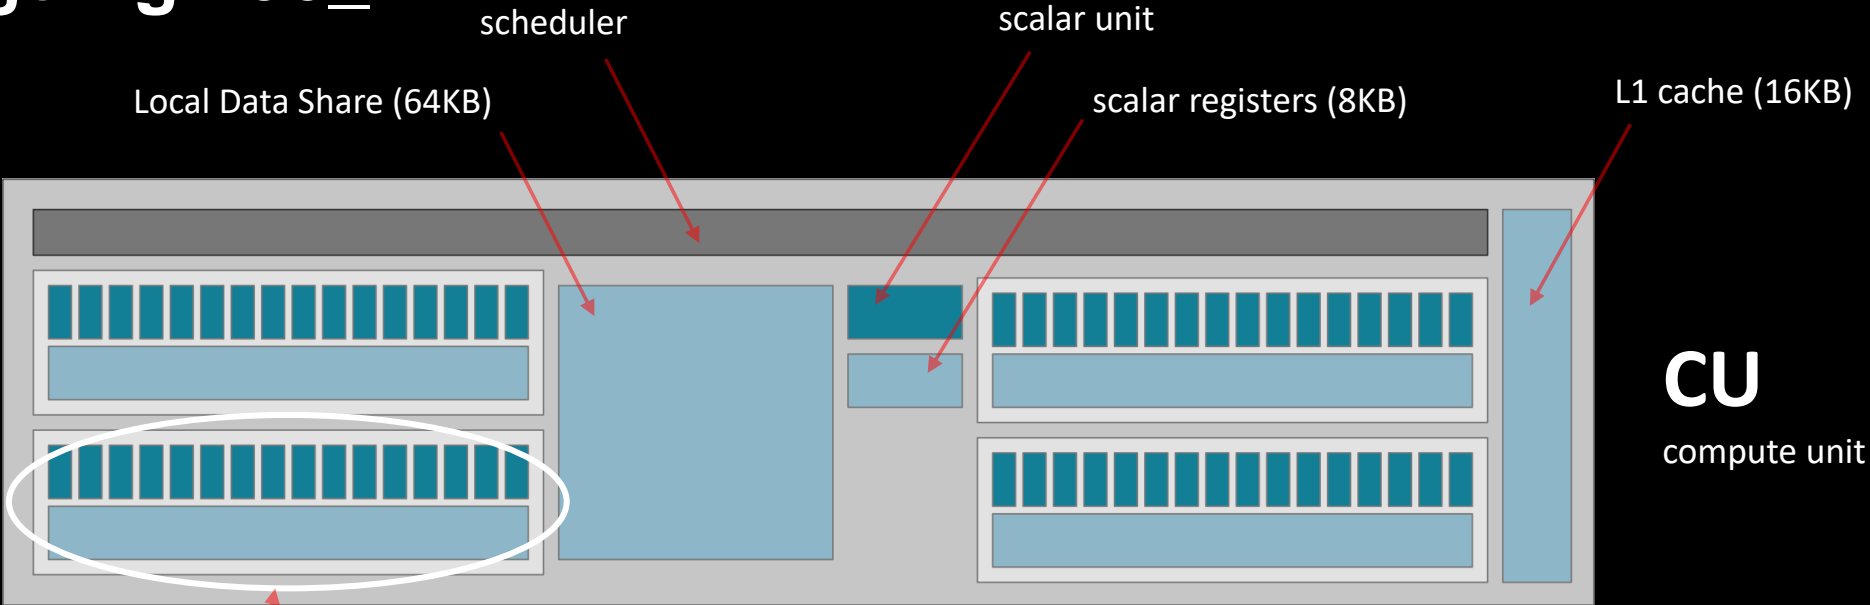 scheduler
scalar unit
Local Data Share (64KB)
scalar registers (8KB)
L1 cache (16KB)
CU
compute unit